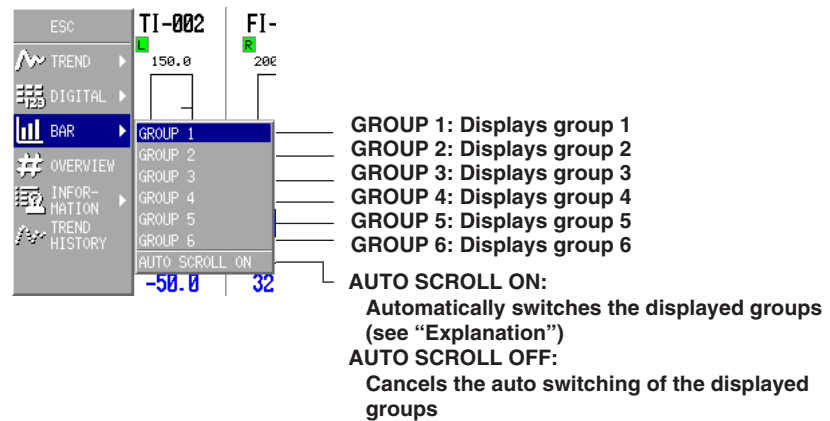 ESC
TREND
DIGITAL
BAR
OVERVIEW
INFOR-
MATION
TREND
HISTORY
TI-002
L
150.0
FI-
R
200
GROUP 1
GROUP 2
GROUP 3
GROUP 4
GROUP 5
GROUP 6
AUTO SCROLL ON
-50.0
32
GROUP 1: Displays group 1
GROUP 2: Displays group 2
GROUP 3: Displays group 3
GROUP 4: Displays group 4
GROUP 5: Displays group 5
GROUP 6: Displays group 6
AUTO SCROLL ON:
Automatically switches the displayed groups
(see “Explanation”)
AUTO SCROLL OFF:
Cancels the auto switching of the displayed
groups